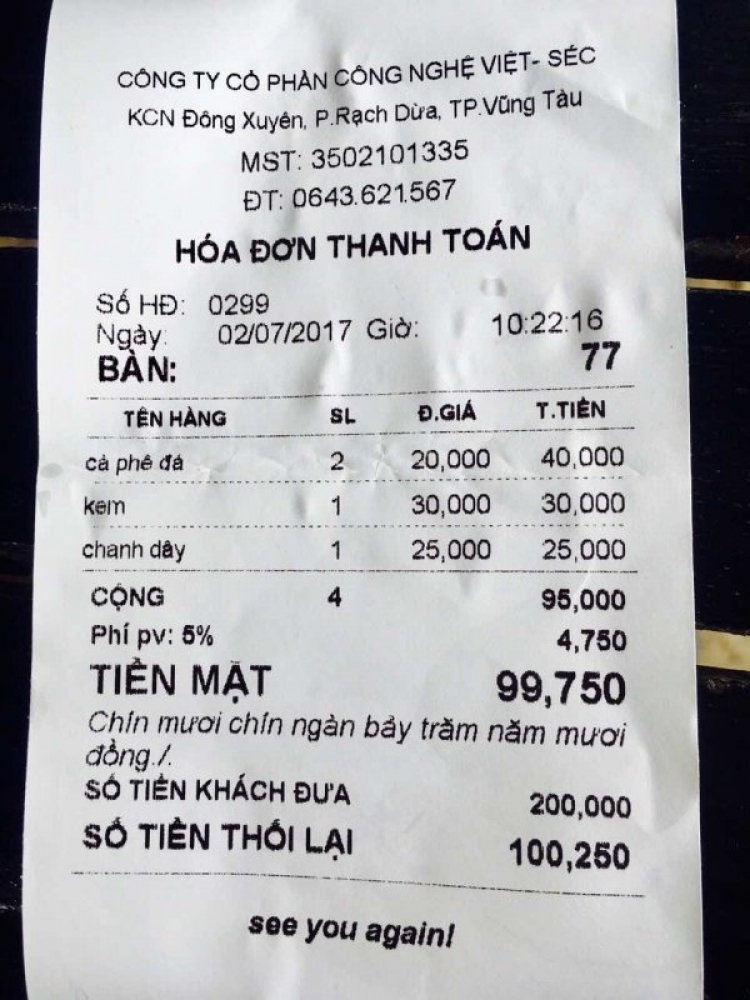 CÔNG TY CỔ PHẦN CÔNG NGHỆ VIỆT- SÉC
KCN Đông Xuyên, P.Rạch Dừa, TP.Vũng Tàu
MST: 3502101335
ĐT: 0643.621.567
HÓA ĐƠN THANH TOÁN
Số HĐ: 0299
Ngày: 02/07/2017 Giờ: 10:22:16
BÀN: 77
TÊN HÀNG SL Đ.GIÁ T.TIỀN
cà phê đá 2 20,000 40,000
kem 1 30,000 30,000
chanh dây 1 25,000 25,000
CỘNG 4 95,000
Phí pv: 5% 4,750
TIỀN MẶT 99,750
Chín mươi chín ngàn bảy trăm năm mươi
đồng./.
SỐ TIỀN KHÁCH ĐƯA 200,000
SỐ TIỀN THỐI LẠI 100,250
see you again!